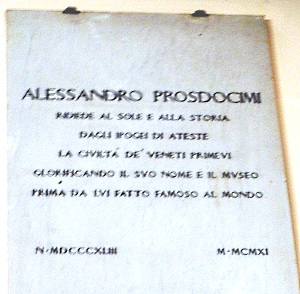 ALESSANDRO PROSDOCIMI
RIDIEDE AL SOLE E ALLA STORIA
DAGLI IPOGEI DI ATESTE
LA CIVILTÀ DE' VENETI PRIMEVI
GLORIFICANDO IL SVO NOME E IL MVSEO
PRIMA DA LVI FATTO FAMOSO AL MONDO
N·MDCCCXLIII M·MCMXI